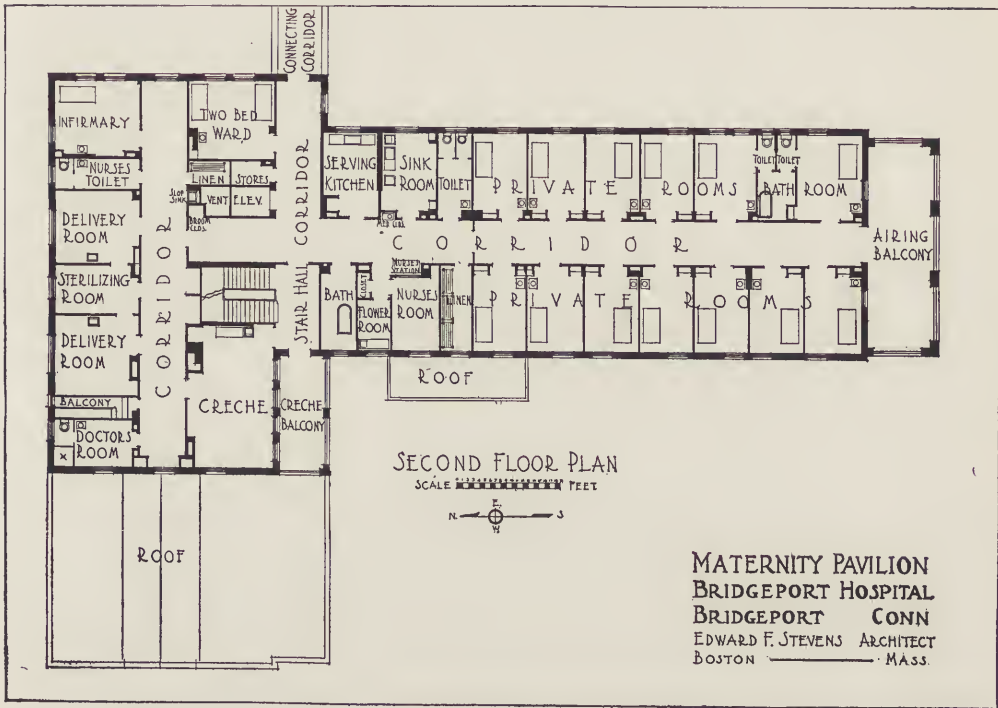 CONNECTING
CORRIDOR
INFIRMARY
TWO BED
WARD
NURSES
TOILET
LINEN
STORES
SLOP
SINK
VENT
ELEV.
BROOM
CLOS.
DELIVERY
ROOM
STERILIZING
ROOM
DELIVERY
ROOM
BALCONY
DOCTORS
ROOM
CORRIDOR
CRECHE
CRECHE
BALCONY
STAIR HALL
CORRIDOR
SERVING
KITCHEN
SINK
ROOM
TOILET
PRIVATE ROOMS
TOILET
TOILET
BATH
ROOM
MED. CLOS.
CORRIDOR
AIRING
BALCONY
BATH
CLOSET
FLOWER
ROOM
NURSES
STATION
NURSES
ROOM
LINEN
PRIVATE ROOMS
ROOF
ROOF
SECOND FLOOR PLAN
SCALE FEET
E.
N. S
W.
MATERNITY PAVILION
BRIDGEPORT HOSPITAL
BRIDGEPORT CONN
EDWARD F. STEVENS ARCHITECT
BOSTON MASS.